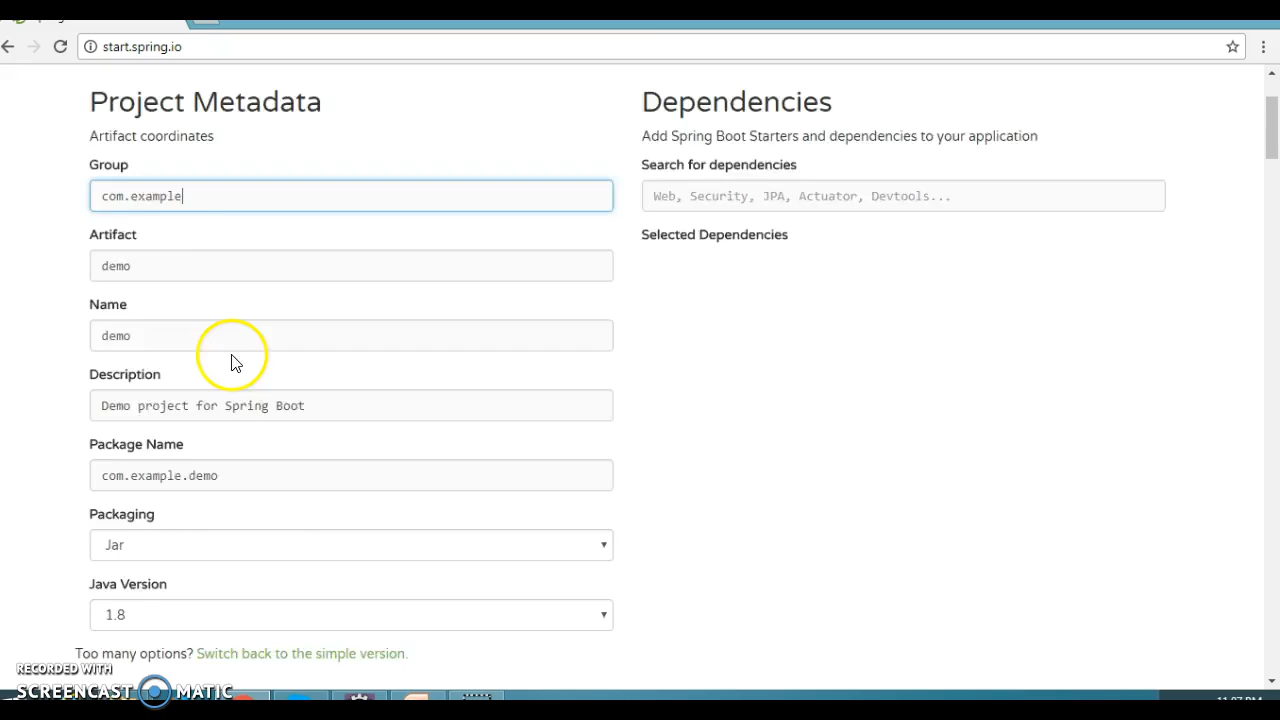 start.spring.io
Project Metadata
Artifact coordinates
Group
com.example
Artifact
demo
Name
demo
Description
Demo project for Spring Boot
Package Name
com.example.demo
Packaging
Jar
Java Version
1.8
Too many options? Switch back to the simple version.
Dependencies
Add Spring Boot Starters and dependencies to your application
Search for dependencies
Web, Security, JPA, Actuator, Devtools...
Selected Dependencies
RECORDED WITH
SCREENCAST MATIC